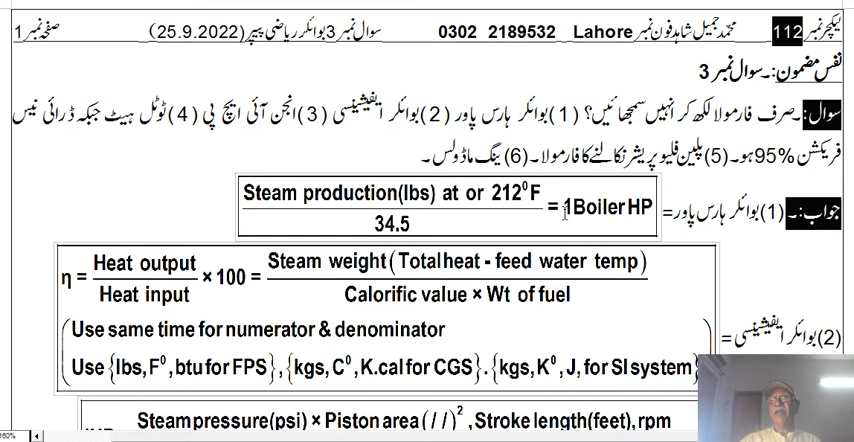 لیکچر نمبر 112 محمد جمیل شاہد فون نمبر 0302 2189532 Lahore سوال نمبر 3 بوائلر ریاضی پیپر (25.9.2022) صفحہ نمبر 1
نفس مضمون:۔ سوال نمبر 3
سوال:۔ صرف فارمولا لکھ کر انہیں سمجھائیں؟ (1) بوائلر ہارس پاور (2) بوائلر ایفیشینسی (3) انجن آئی ایچ پی (4) ٹوٹل ہیٹ جبکہ ڈرائی نیس
فریکشن 95% ہو۔ (5) پلین فلیو پریشر نکالنے کا فارمولا۔ (6) ینگ ماڈولس۔
جواب:۔ (1) بوائلر ہارس پاور = Steam production(lbs) at or 212⁰F / 34.5 = 1Boiler HP
(2) بوائلر ایفیشینسی =
η = Heat output / Heat input × 100 = Steam weight(Totalheat - feed water temp) / Calorific value × Wt of fuel
Use same time for numerator & denominator
Use {lbs, F⁰, btu for FPS}, {kgs, C⁰, K.cal for CGS}. {kgs, K⁰, J, for SI system}
Steam pressure(psi) × Piston area (//)², Stroke length(feet), rpm
160%